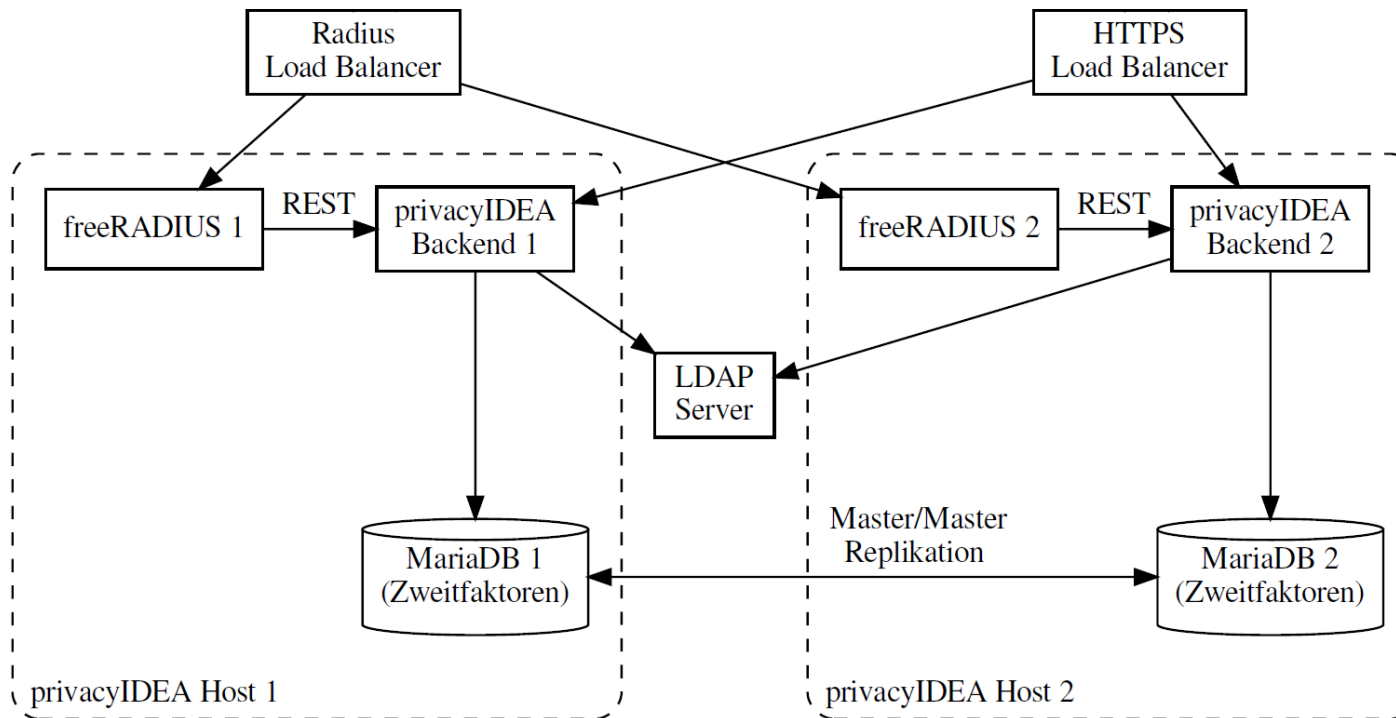 Radius
Load Balancer
HTTPS
Load Balancer
freeRADIUS 1
REST
privacyIDEA
Backend 1
freeRADIUS 2
REST
privacyIDEA
Backend 2
LDAP
Server
Master/Master
Replikation
MariaDB 1
(Zweitfaktoren)
MariaDB 2
(Zweitfaktoren)
privacyIDEA Host 1
privacyIDEA Host 2